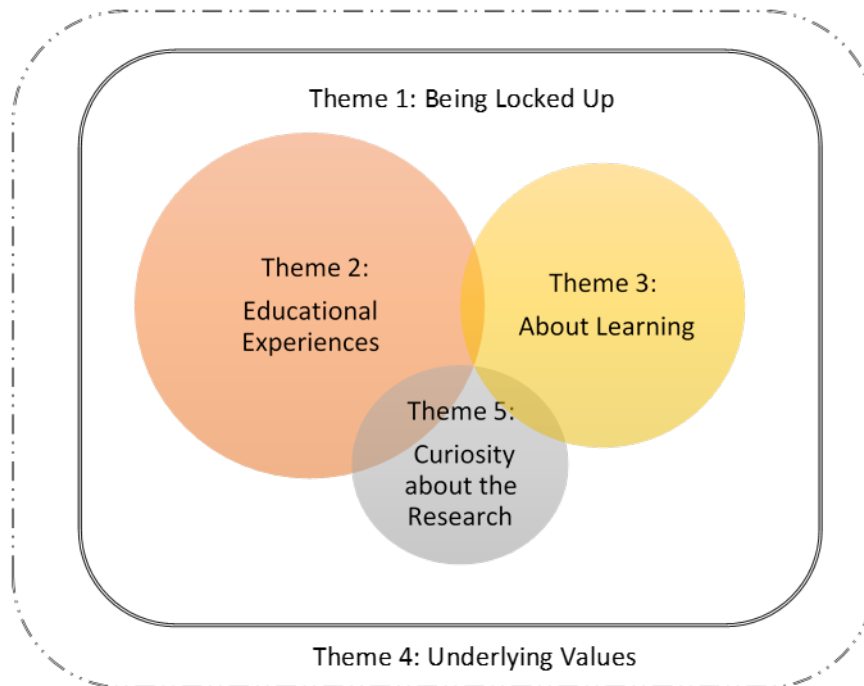 Theme 1: Being Locked Up
Theme 2:
Educational
Experiences
Theme 3:
About Learning
Theme 5:
Curiosity
about the
Research
Theme 4: Underlying Values